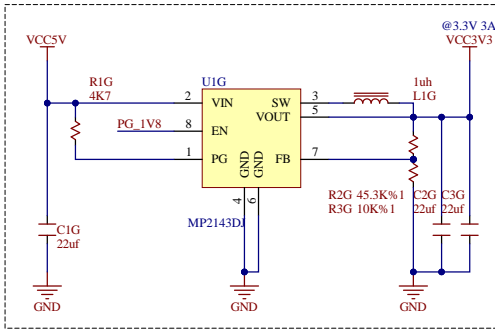 @3.3V 3A
VCC5V
VCC3V3
R1G
4K7
U1G
1uh
L1G
2
VIN
SW
3
VOUT
5
PG_1V8
8
EN
1
PG
FB
7
GND
GND
4
6
MP2143DJ
R2G 45.3K%1
R3G 10K%1
C2G
22uf
C3G
22uf
C1G
22uf
GND
GND
GND